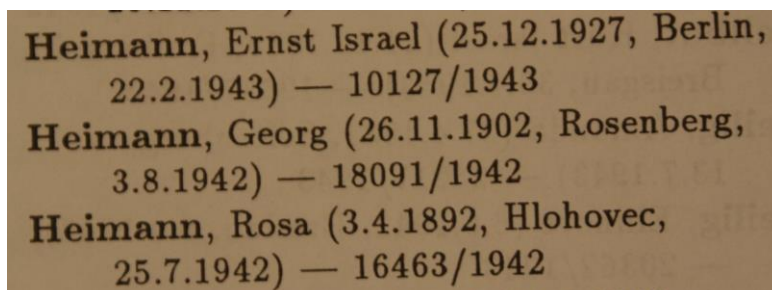 Heimann, Ernst Israel (25.12.1927, Berlin,
22.2.1943) — 10127/1943
Heimann, Georg (26.11.1902, Rosenberg,
3.8.1942) — 18091/1942
Heimann, Rosa (3.4.1892, Hlohovec,
25.7.1942) — 16463/1942